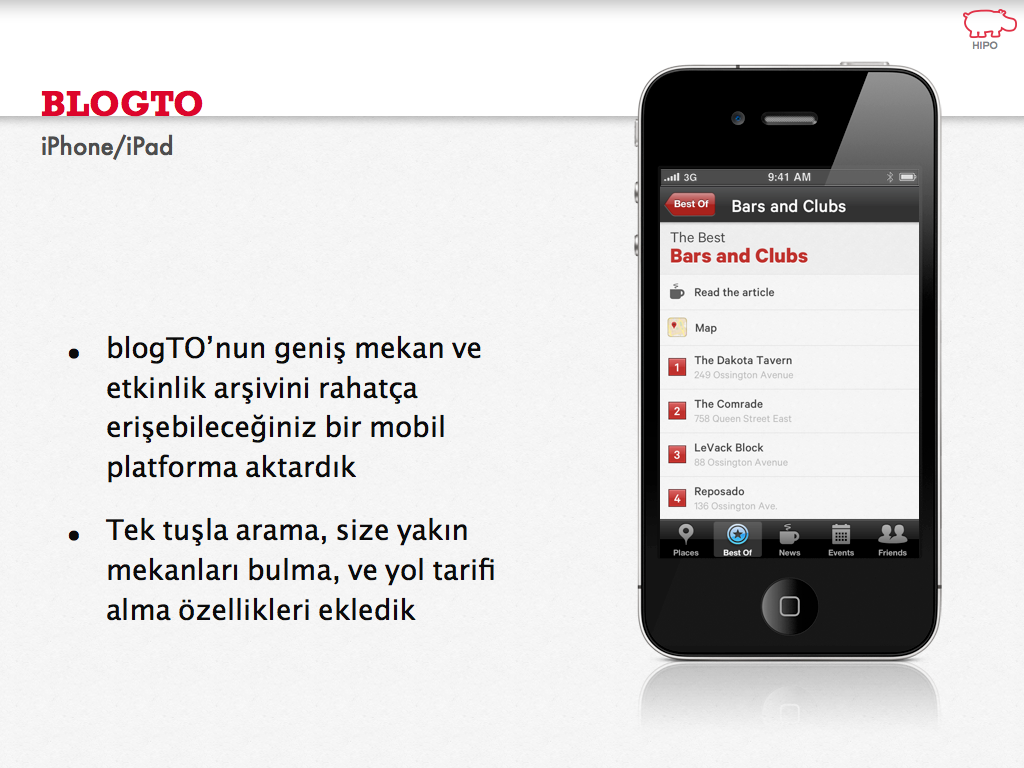 HIPO
BLOGTO
iPhone/iPad
• blogTO’nun geniş mekan ve
etkinlik arşivini rahatça
erişebileceğiniz bir mobil
platforma aktardık
• Tek tuşla arama, size yakın
mekanları bulma, ve yol tarifi
alma özellikleri ekledik
3G 9:41 AM
Best Of Bars and Clubs
The Best
Bars and Clubs
Read the article
Map
1 The Dakota Tavern
249 Ossington Avenue
2 The Comrade
758 Queen Street East
3 LeVack Block
88 Ossington Avenue
4 Reposado
136 Ossington Ave.
Places Best Of News Events Friends